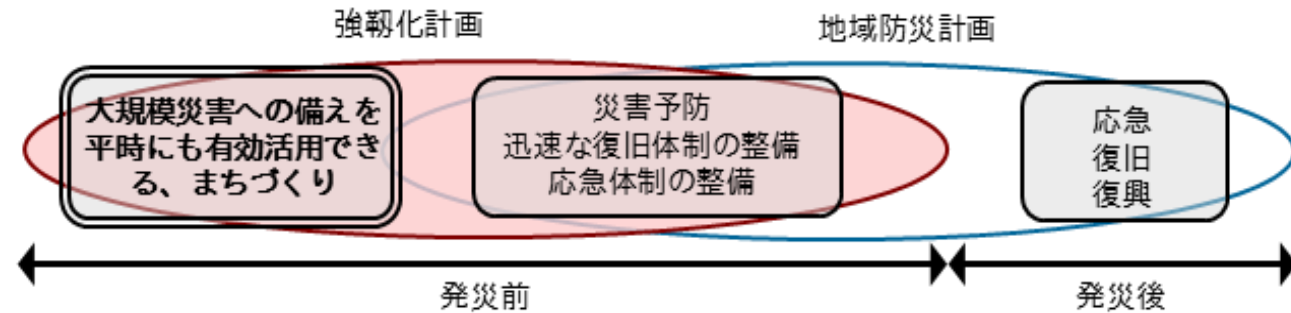 強靱化計画
地域防災計画
大規模災害への備えを
平時にも有効活用でき
る、まちづくり
災害予防
迅速な復旧体制の整備
応急体制の整備
応急
復旧
復興
発災前
発災後